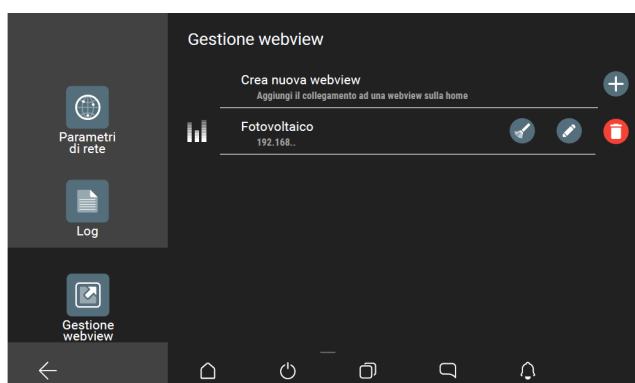 Gestione webview
Crea nuova webview
Aggiungi il collegamento ad una webview sulla home
Fotovoltaico
192.168..
Parametri
di rete
Log
Gestione
webview